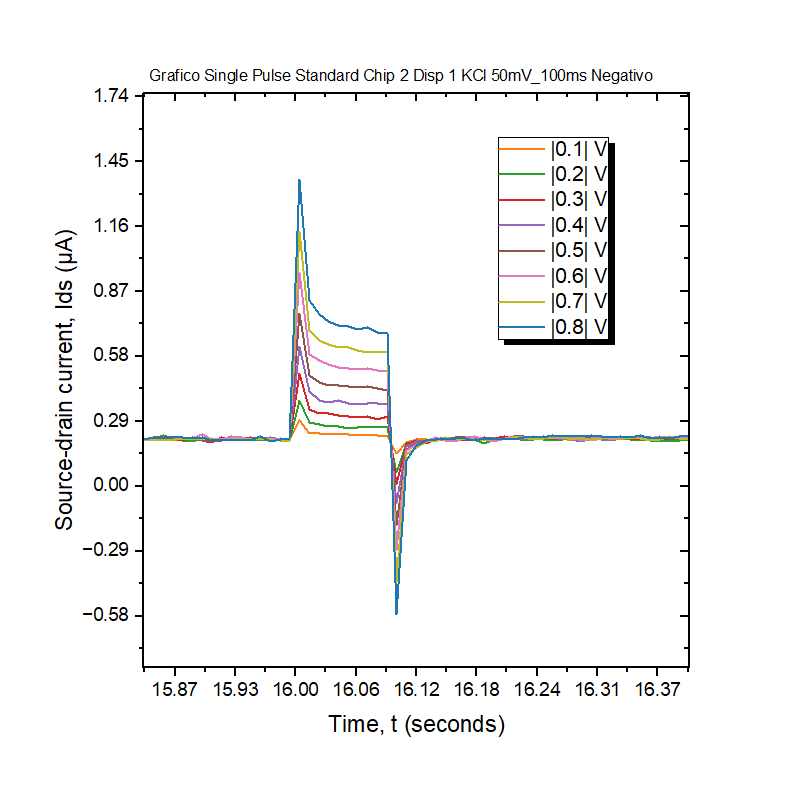 Grafico Single Pulse Standard Chip 2 Disp 1 KCl 50mV_100ms Negativo
1.74
1.45
1.16
0.87
0.58
0.29
0.00
−0.29
−0.58
Source-drain current, Ids (µA)
|0.1| V
|0.2| V
|0.3| V
|0.4| V
|0.5| V
|0.6| V
|0.7| V
|0.8| V
15.87 15.93 16.00 16.06 16.12 16.18 16.24 16.31 16.37
Time, t (seconds)